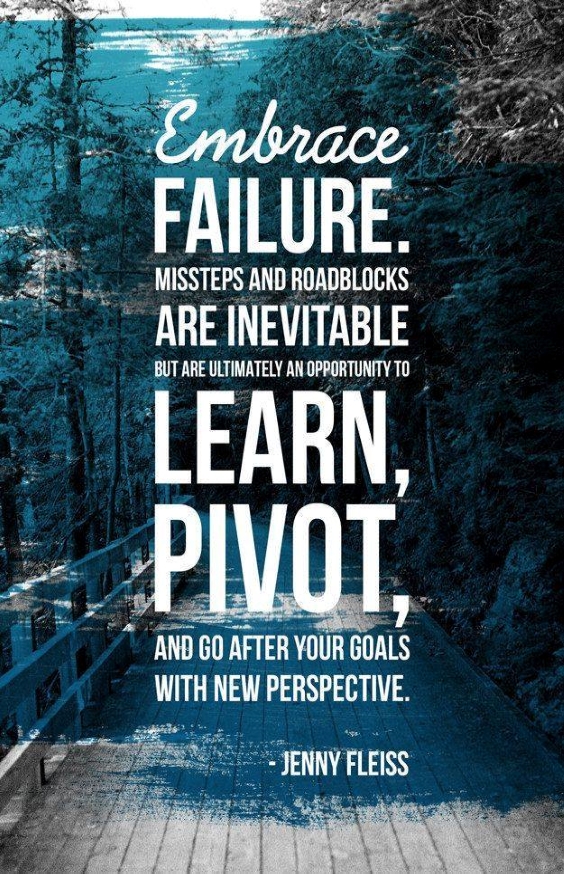 Embrace
FAILURE.
MISSTEPS AND ROADBLOCKS
ARE INEVITABLE
BUT ARE ULTIMATELY AN OPPORTUNITY TO
LEARN,
PIVOT,
AND GO AFTER YOUR GOALS
WITH NEW PERSPECTIVE.
- JENNY FLEISS